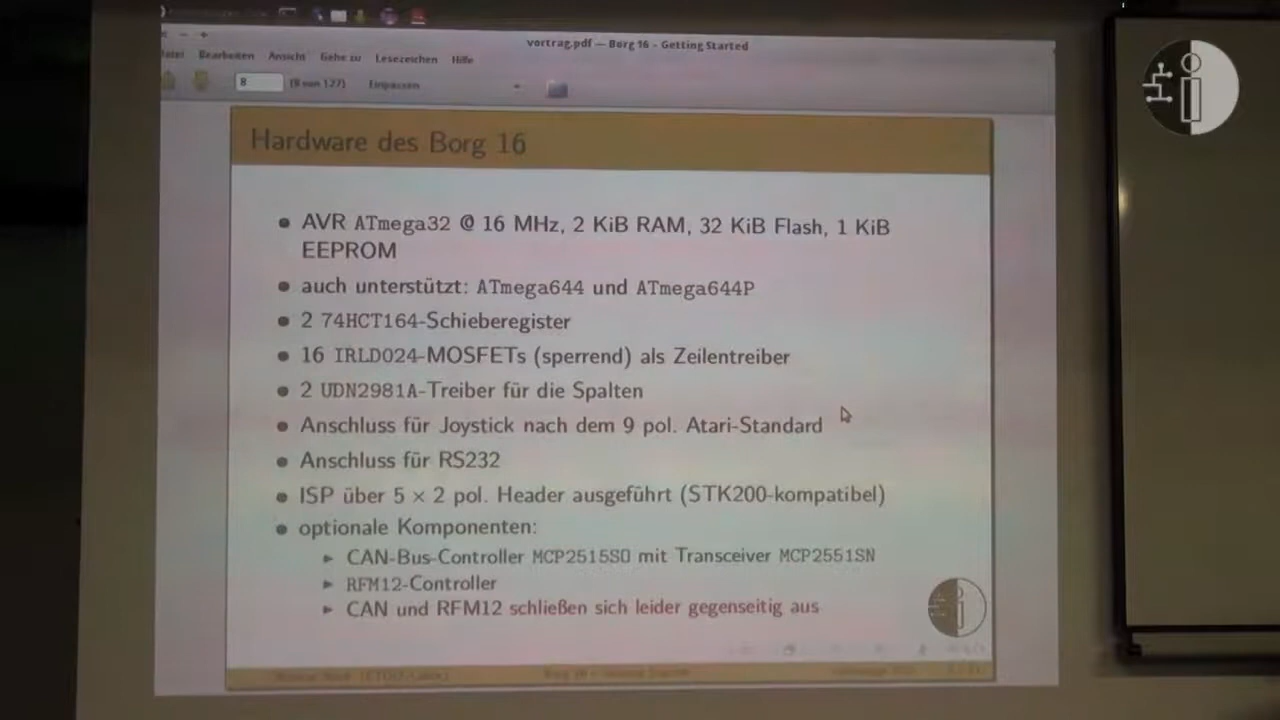 vortrag.pdf — Borg 16 - Getting Started
Bearbeiten Ansicht Gehe zu Lesezeichen Hilfe
8 (8 von 127) Einpassen
Hardware des Borg 16
AVR ATmega32 @ 16 MHz, 2 KiB RAM, 32 KiB Flash, 1 KiB
EEPROM
auch unterstützt: ATmega644 und ATmega644P
2 74HCT164-Schieberegister
16 IRLD024-MOSFETs (sperrend) als Zeilentreiber
2 UDN2981A-Treiber für die Spalten
Anschluss für Joystick nach dem 9 pol. Atari-Standard
Anschluss für RS232
ISP über 5 × 2 pol. Header ausgeführt (STK200-kompatibel)
optionale Komponenten:
CAN-Bus-Controller MCP2515SO mit Transceiver MCP2551SN
RFM12-Controller
CAN und RFM12 schließen sich leider gegenseitig aus